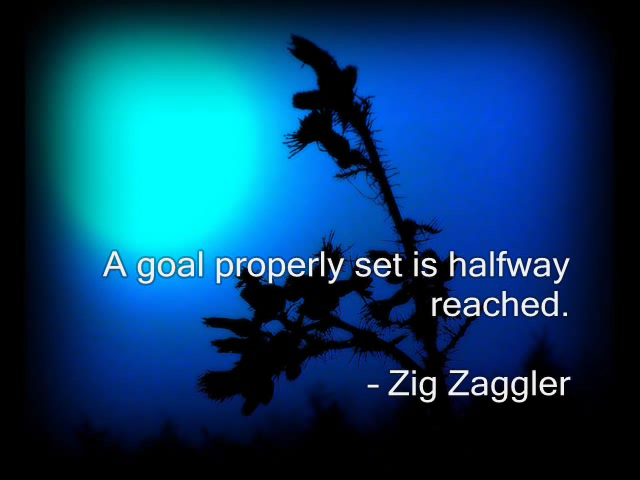 A goal properly set is halfway
reached.
– Zig Zaggler